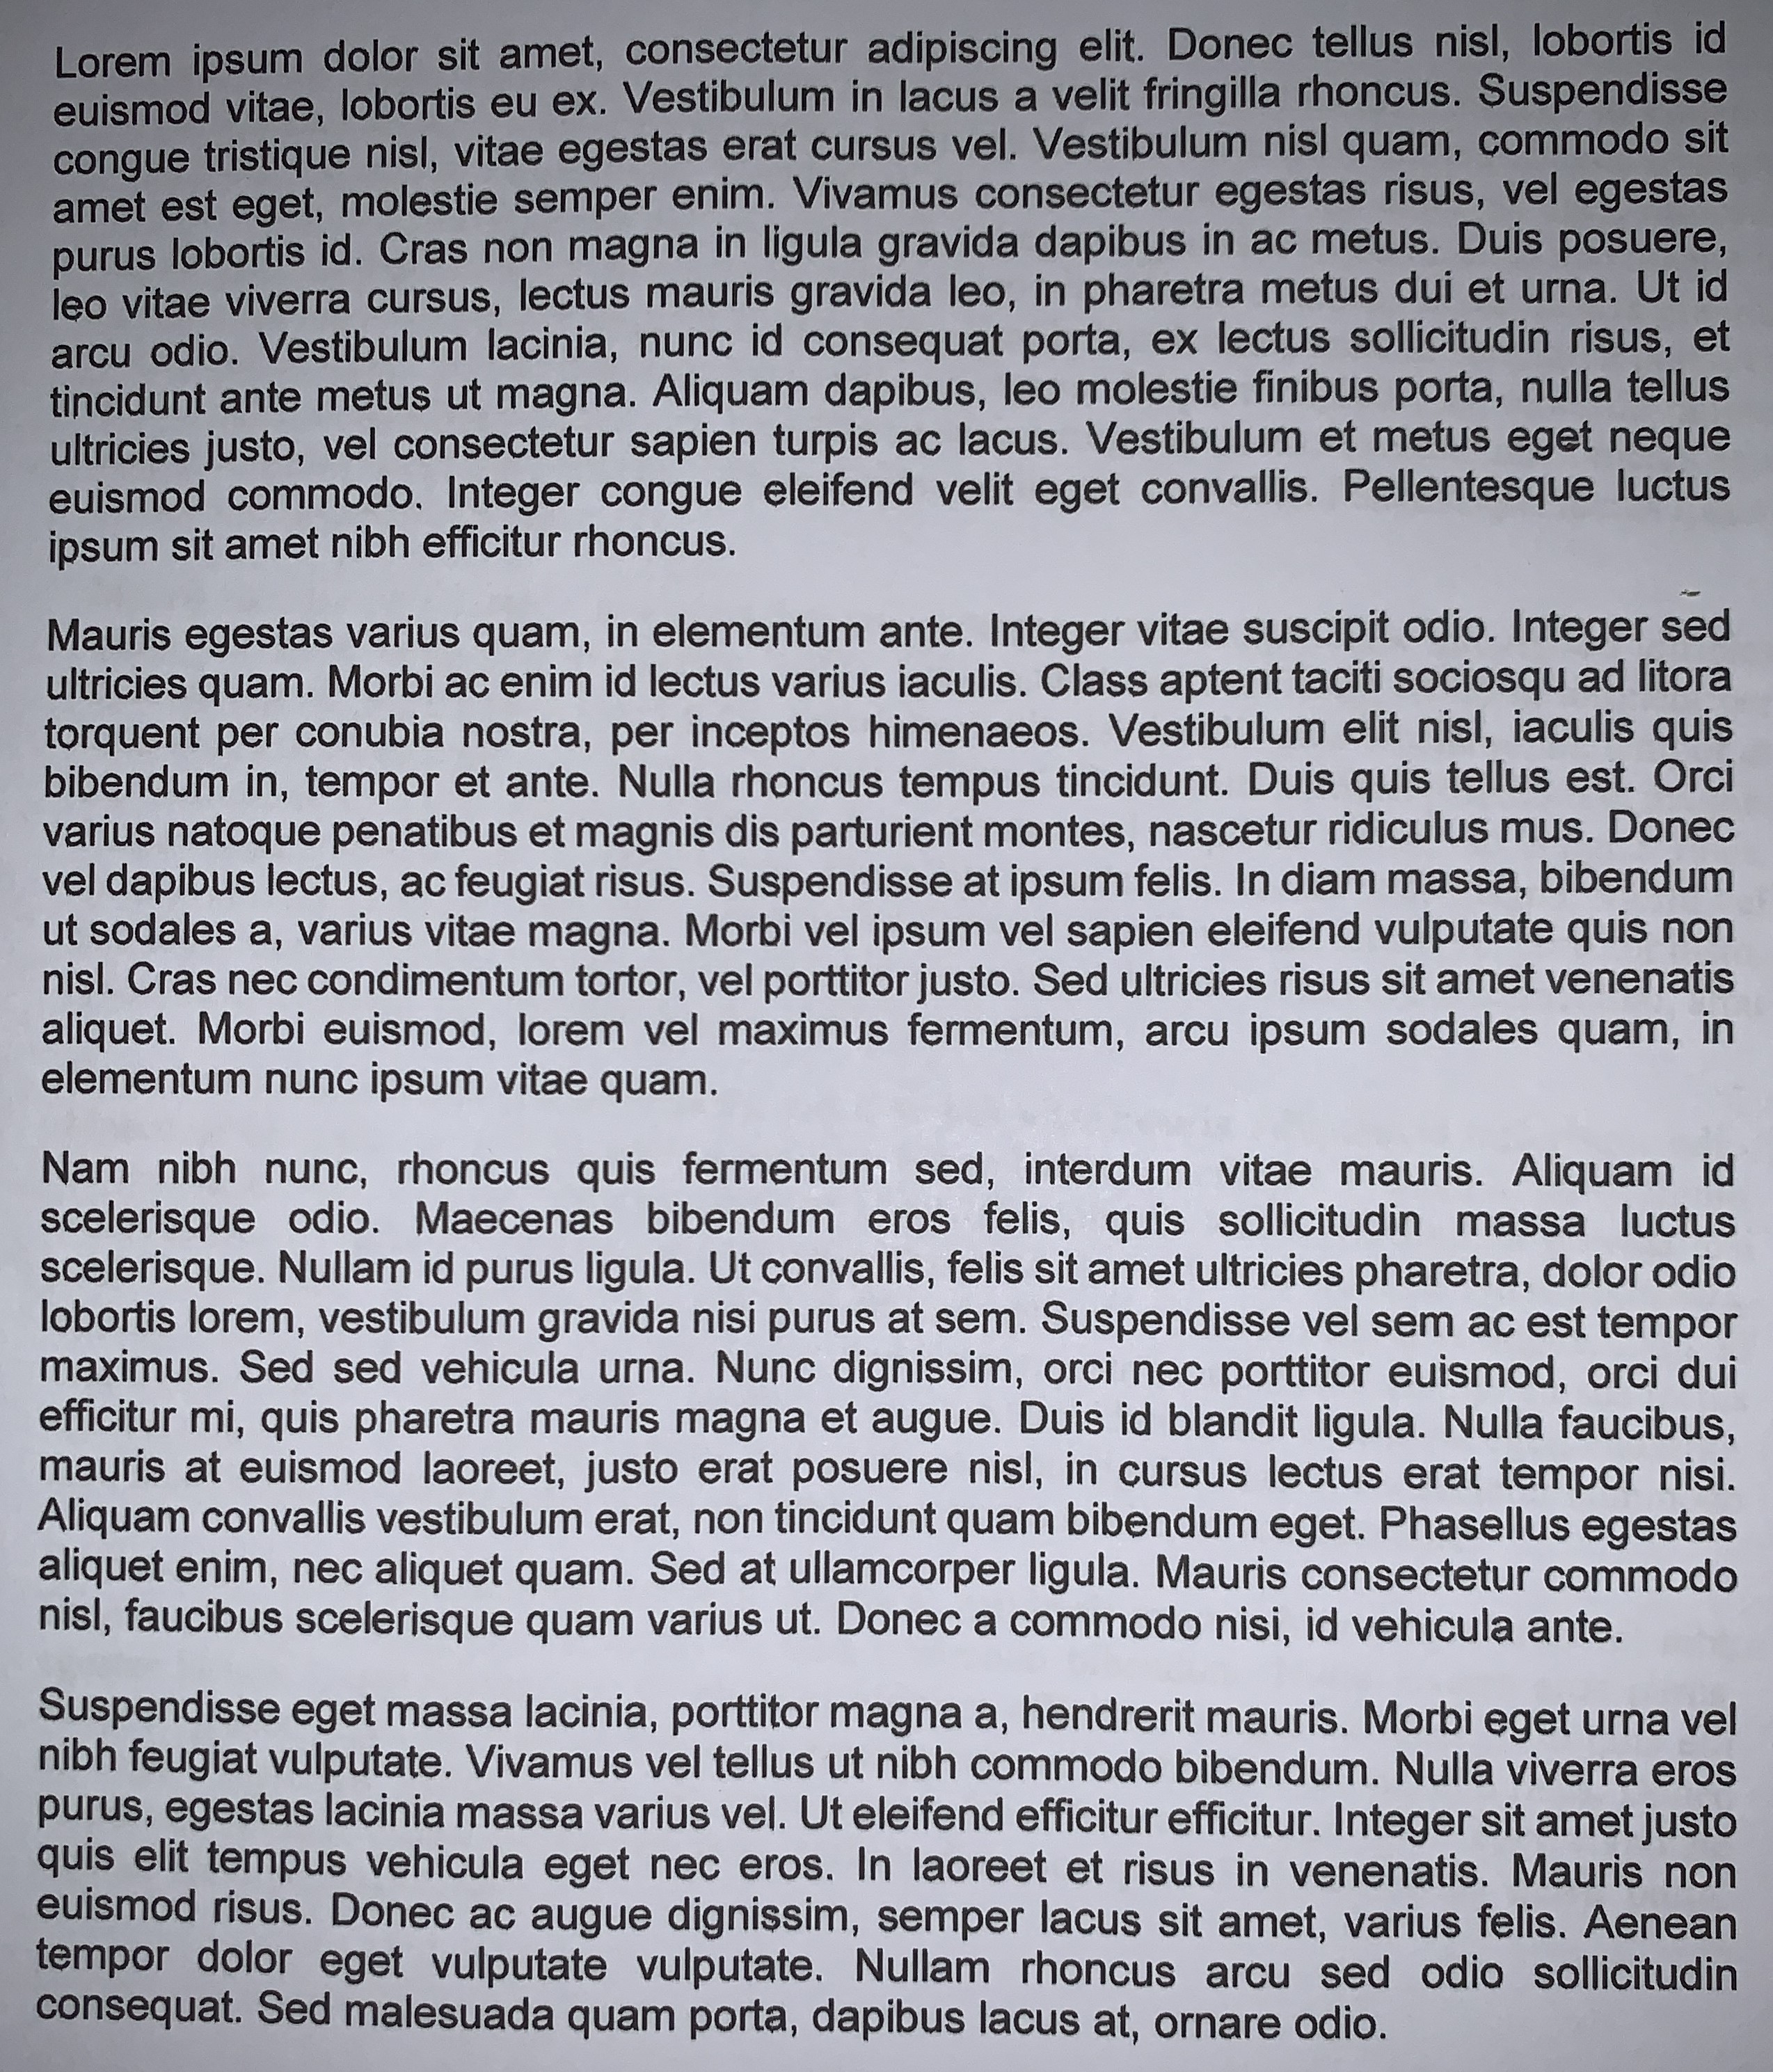 Lorem ipsum dolor sit amet, consectetur adipiscing elit. Donec tellus nisl, lobortis id
euismod vitae, lobortis eu ex. Vestibulum in lacus a velit fringilla rhoncus. Suspendisse
congue tristique nisl, vitae egestas erat cursus vel. Vestibulum nisl quam, commodo sit
amet est eget, molestie semper enim. Vivamus consectetur egestas risus, vel egestas
purus lobortis id. Cras non magna in ligula gravida dapibus in ac metus. Duis posuere,
leo vitae viverra cursus, lectus mauris gravida leo, in pharetra metus dui et urna. Ut id
arcu odio. Vestibulum lacinia, nunc id consequat porta, ex lectus sollicitudin risus, et
tincidunt ante metus ut magna. Aliquam dapibus, leo molestie finibus porta, nulla tellus
ultricies justo, vel consectetur sapien turpis ac lacus. Vestibulum et metus eget neque
euismod commodo. Integer congue eleifend velit eget convallis. Pellentesque luctus
ipsum sit amet nibh efficitur rhoncus.
Mauris egestas varius quam, in elementum ante. Integer vitae suscipit odio. Integer sed
ultricies quam. Morbi ac enim id lectus varius iaculis. Class aptent taciti sociosqu ad litora
torquent per conubia nostra, per inceptos himenaeos. Vestibulum elit nisl, iaculis quis
bibendum in, tempor et ante. Nulla rhoncus tempus tincidunt. Duis quis tellus est. Orci
varius natoque penatibus et magnis dis parturient montes, nascetur ridiculus mus. Donec
vel dapibus lectus, ac feugiat risus. Suspendisse at ipsum felis. In diam massa, bibendum
ut sodales a, varius vitae magna. Morbi vel ipsum vel sapien eleifend vulputate quis non
nisl. Cras nec condimentum tortor, vel porttitor justo. Sed ultricies risus sit amet venenatis
aliquet. Morbi euismod, lorem vel maximus fermentum, arcu ipsum sodales quam, in
elementum nunc ipsum vitae quam.
Nam nibh nunc, rhoncus quis fermentum sed, interdum vitae mauris. Aliquam id
scelerisque odio. Maecenas bibendum eros felis, quis sollicitudin massa luctus
scelerisque. Nullam id purus ligula. Ut convallis, felis sit amet ultricies pharetra, dolor odio
lobortis lorem, vestibulum gravida nisi purus at sem. Suspendisse vel sem ac est tempor
maximus. Sed sed vehicula urna. Nunc dignissim, orci nec porttitor euismod, orci dui
efficitur mi, quis pharetra mauris magna et augue. Duis id blandit ligula. Nulla faucibus,
mauris at euismod laoreet, justo erat posuere nisl, in cursus lectus erat tempor nisi.
Aliquam convallis vestibulum erat, non tincidunt quam bibendum eget. Phasellus egestas
aliquet enim, nec aliquet quam. Sed at ullamcorper ligula. Mauris consectetur commodo
nisl, faucibus scelerisque quam varius ut. Donec a commodo nisi, id vehicula ante.
Suspendisse eget massa lacinia, porttitor magna a, hendrerit mauris. Morbi eget urna vel
nibh feugiat vulputate. Vivamus vel tellus ut nibh commodo bibendum. Nulla viverra eros
purus, egestas lacinia massa varius vel. Ut eleifend efficitur efficitur. Integer sit amet justo
quis elit tempus vehicula eget nec eros. In laoreet et risus in venenatis. Mauris non
euismod risus. Donec ac augue dignissim, semper lacus sit amet, varius felis. Aenean
tempor dolor eget vulputate vulputate. Nullam rhoncus arcu sed odio sollicitudin
consequat. Sed malesuada quam porta, dapibus lacus at, ornare odio.